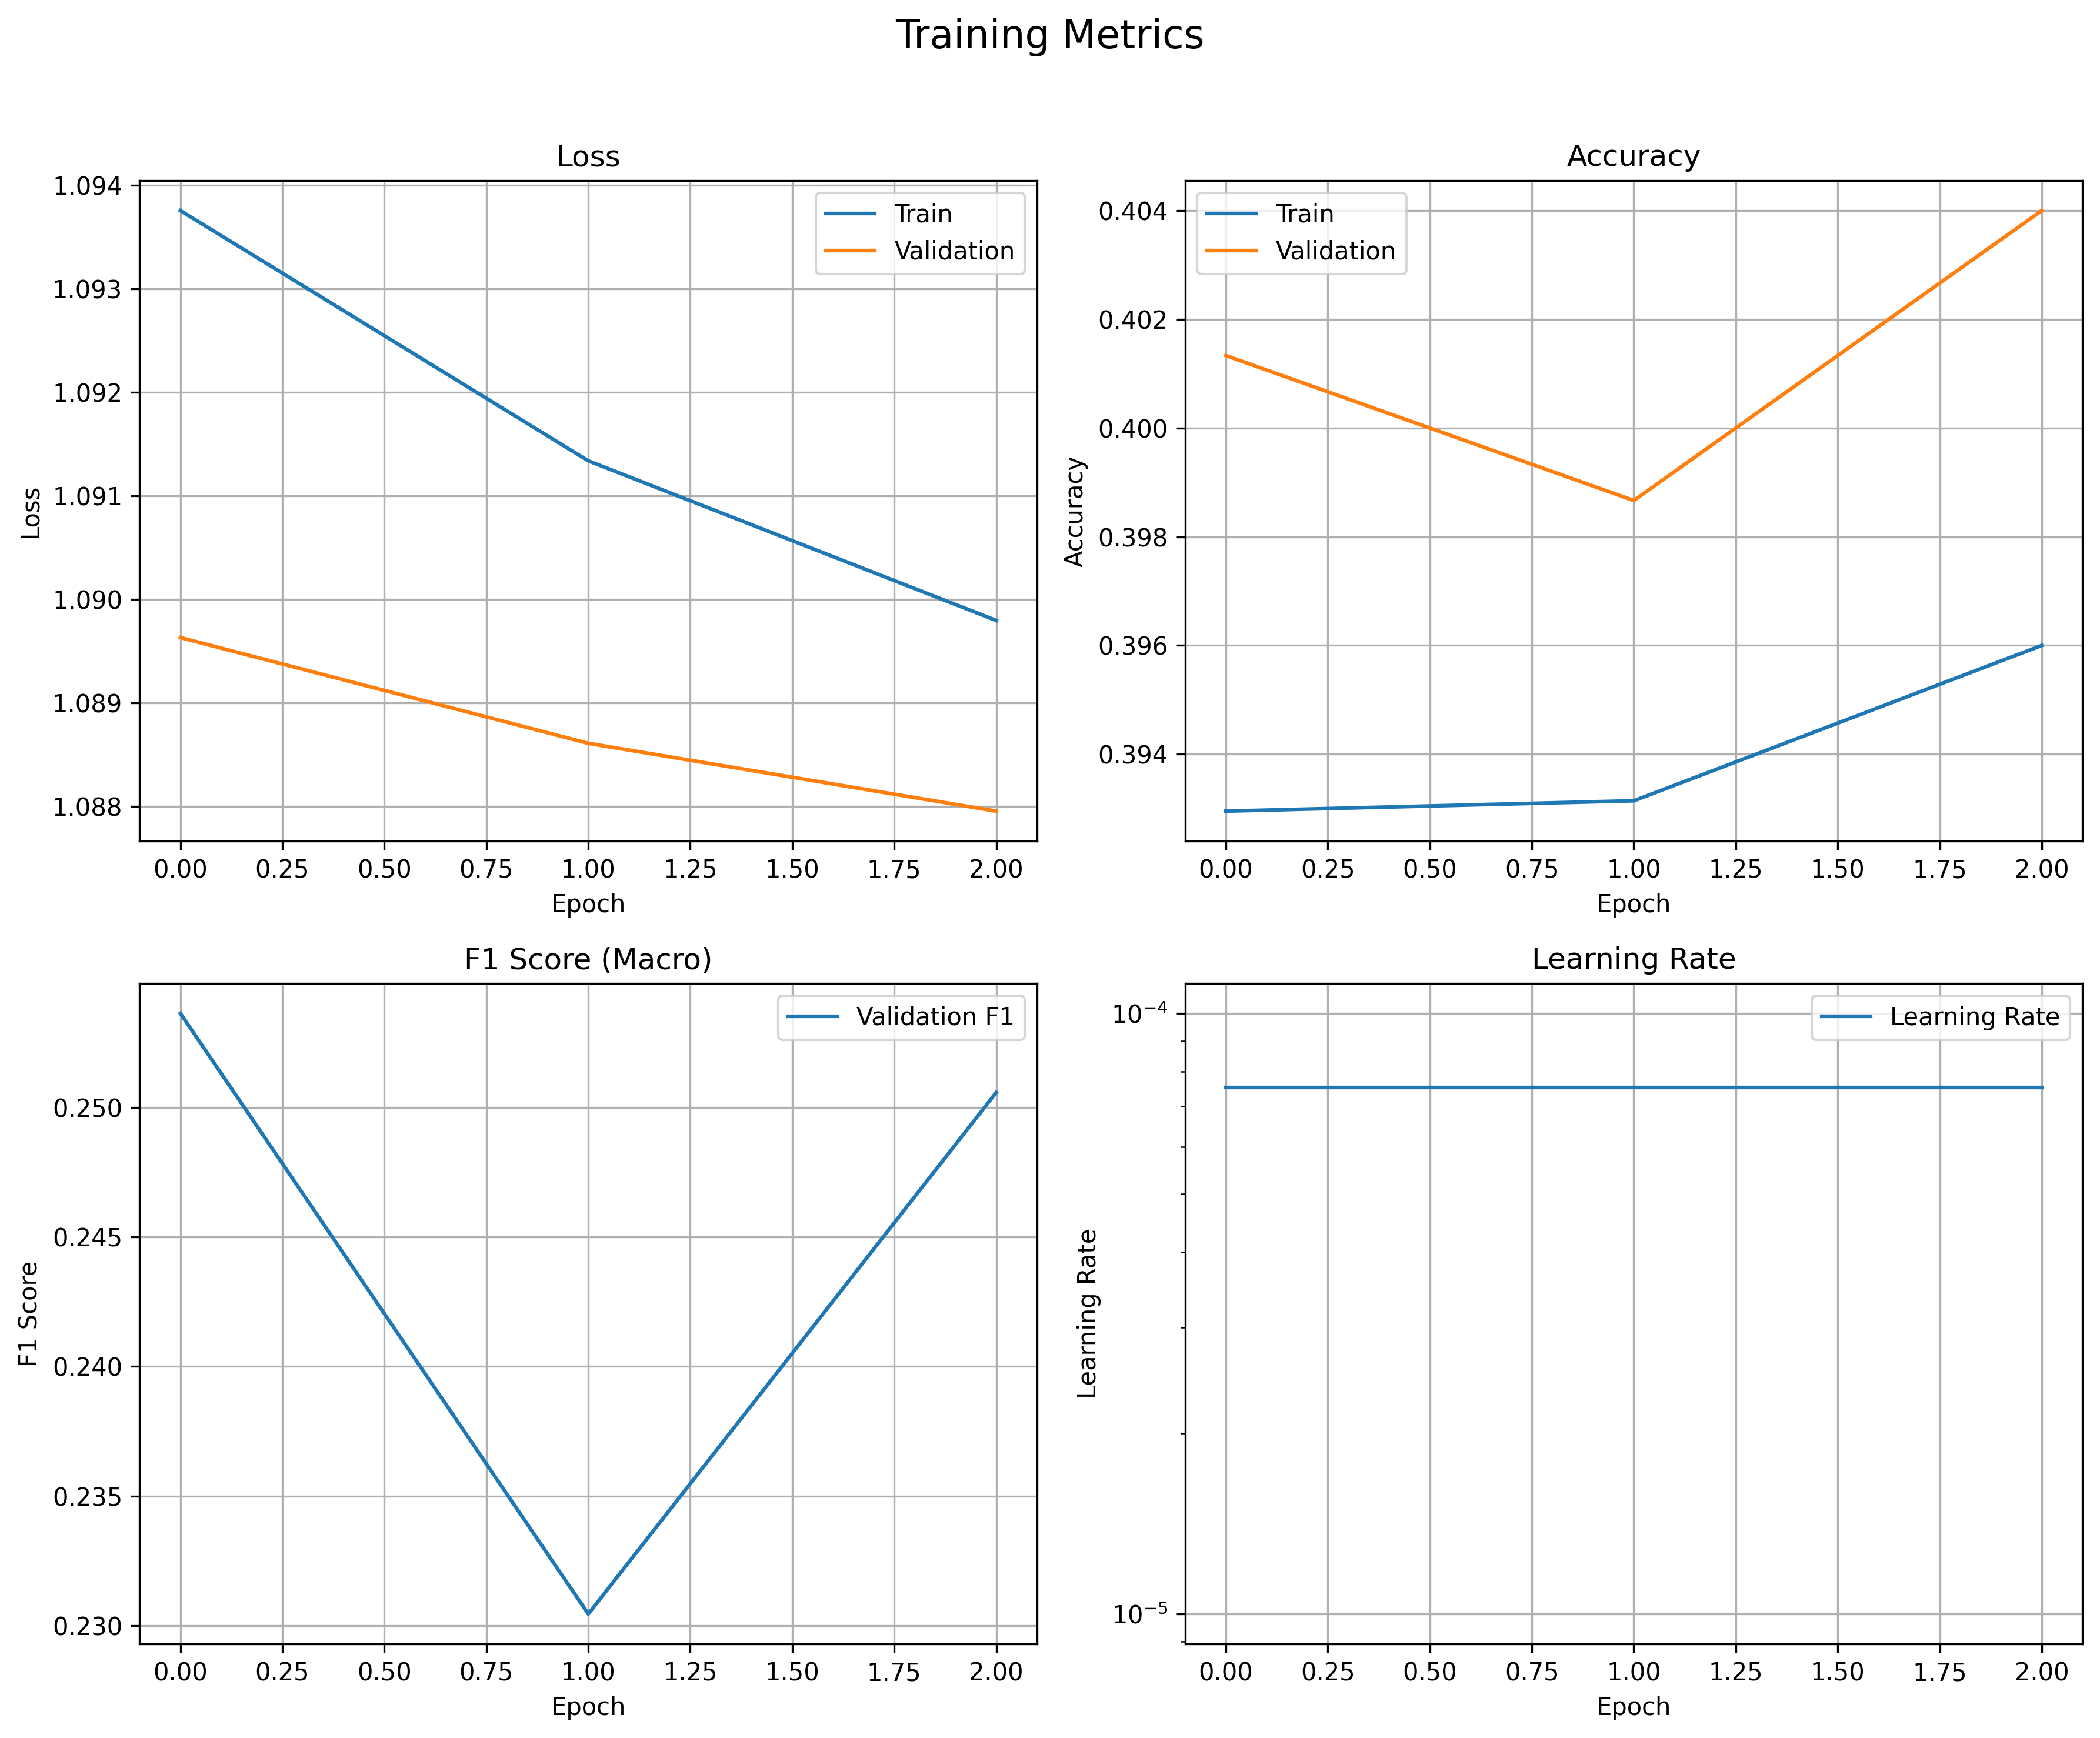 Training Metrics
Loss
1.094
1.093
1.092
1.091
1.090
1.089
1.088
Loss
Train
Validation
0.00 0.25 0.50 0.75 1.00 1.25 1.50 1.75 2.00
Epoch
Accuracy
0.404
0.402
0.400
0.398
0.396
0.394
Accuracy
Train
Validation
0.00 0.25 0.50 0.75 1.00 1.25 1.50 1.75 2.00
Epoch
F1 Score (Macro)
0.250
0.245
0.240
0.235
0.230
F1 Score
Validation F1
0.00 0.25 0.50 0.75 1.00 1.25 1.50 1.75 2.00
Epoch
Learning Rate
10⁻⁴
10⁻⁵
Learning Rate
Learning Rate
0.00 0.25 0.50 0.75 1.00 1.25 1.50 1.75 2.00
Epoch